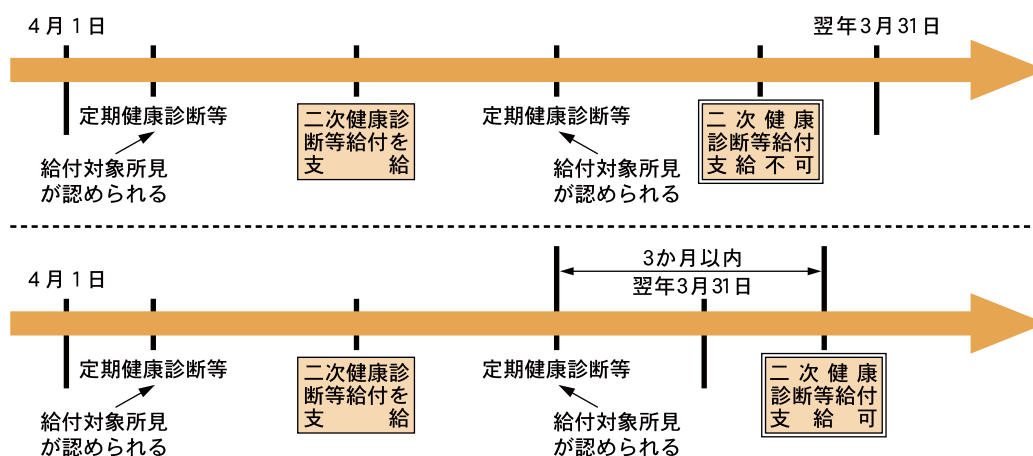 4月1日
翌年3月31日
定期健康診断等
給付対象所見
が認められる
二次健康診
断等給付を
支給
定期健康診断等
給付対象所見
が認められる
二次健康
診断等給付
支給不可
3か月以内
4月1日
翌年3月31日
定期健康診断等
給付対象所見
が認められる
二次健康診
断等給付を
支給
定期健康診断等
給付対象所見
が認められる
二次健康
診断等給付
支給可